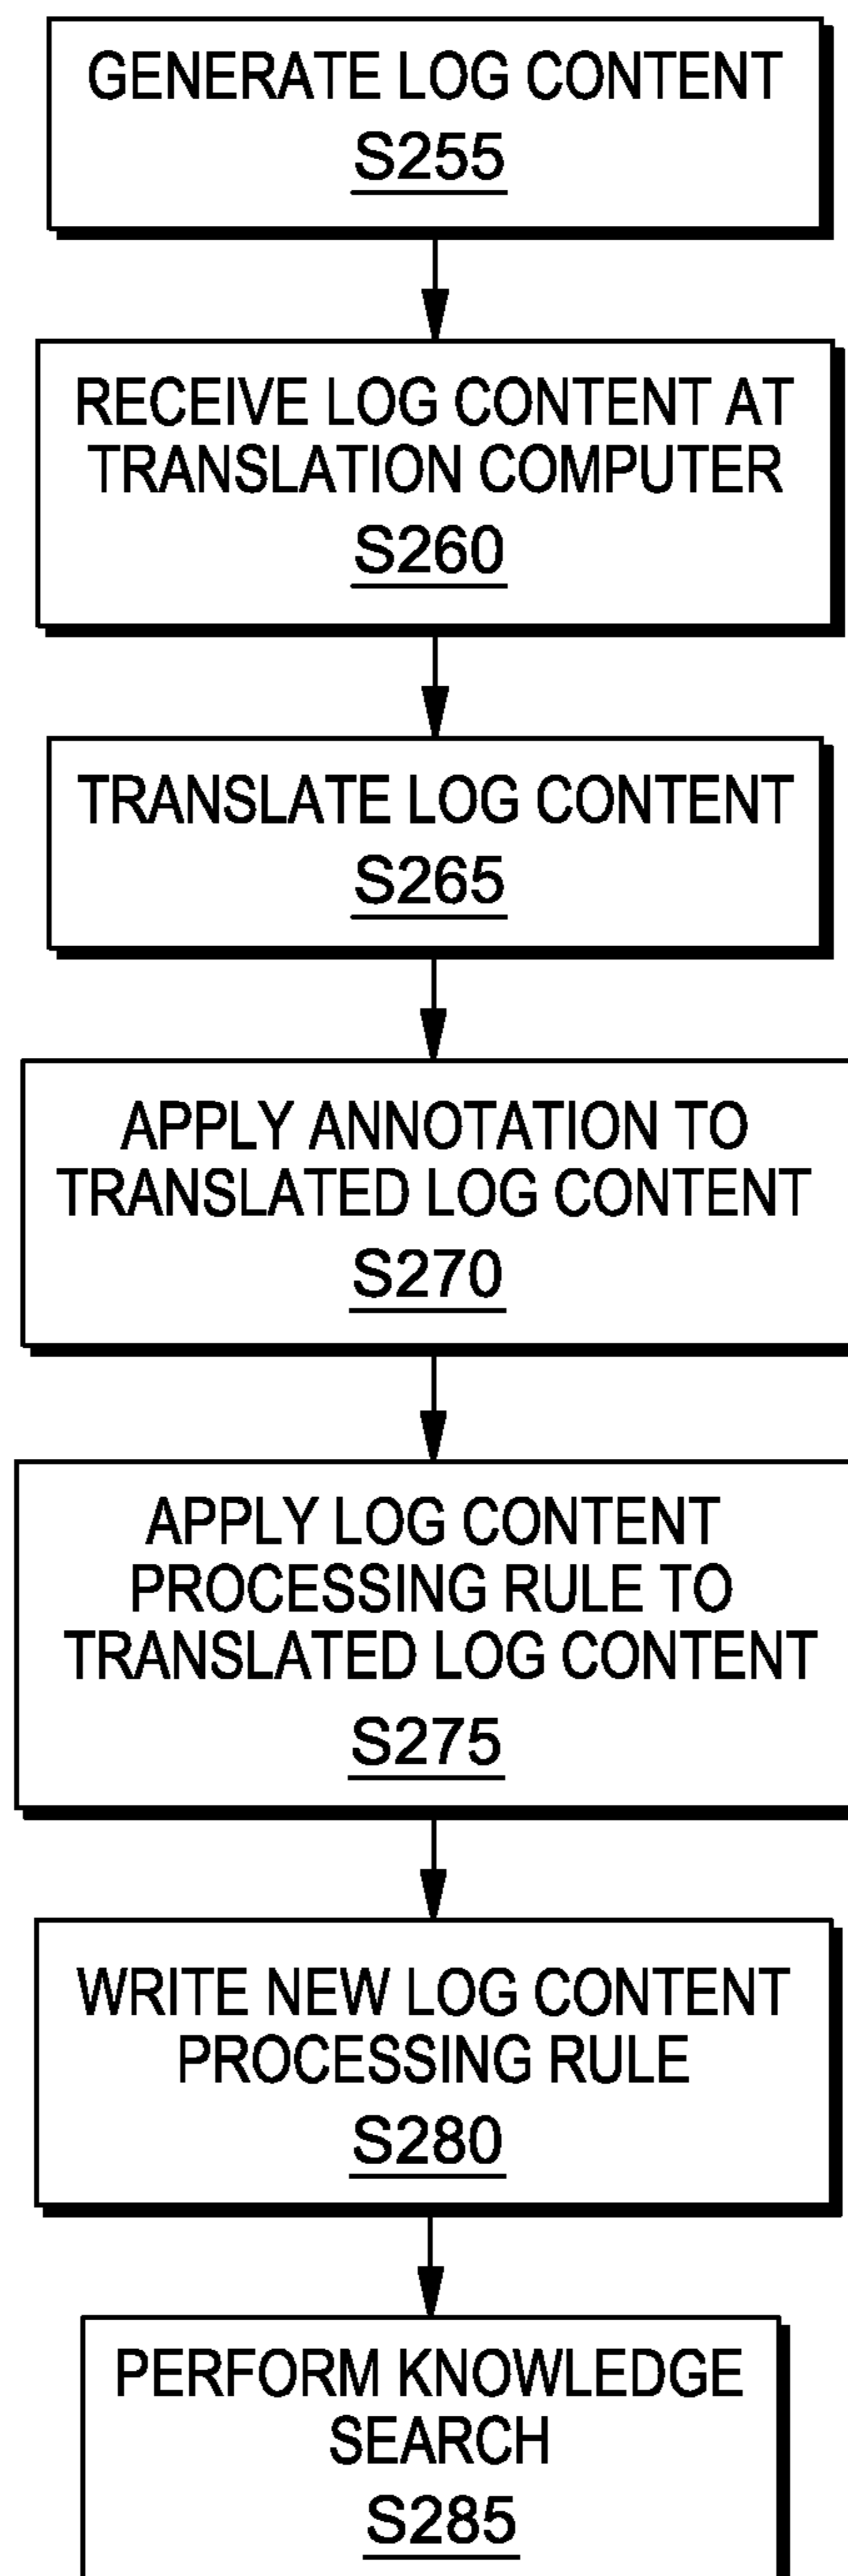 GENERATE LOG CONTENT
S255
RECEIVE LOG CONTENT AT
TRANSLATION COMPUTER
S260
TRANSLATE LOG CONTENT
S265
APPLY ANNOTATION TO
TRANSLATED LOG CONTENT
S270
APPLY LOG CONTENT
PROCESSING RULE TO
TRANSLATED LOG CONTENT
S275
WRITE NEW LOG CONTENT
PROCESSING RULE
S280
PERFORM KNOWLEDGE
SEARCH
S285